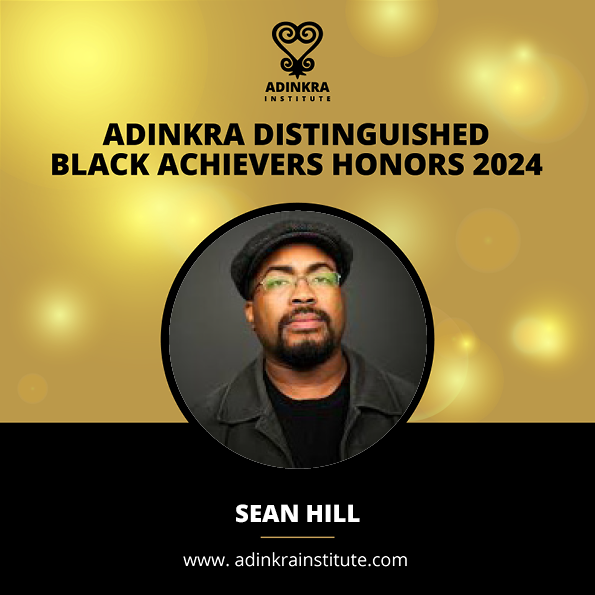 ADINKRA
INSTITUTE
ADINKRA DISTINGUISHED
BLACK ACHIEVERS HONORS 2024
SEAN HILL
www. adinkrainstitute.com